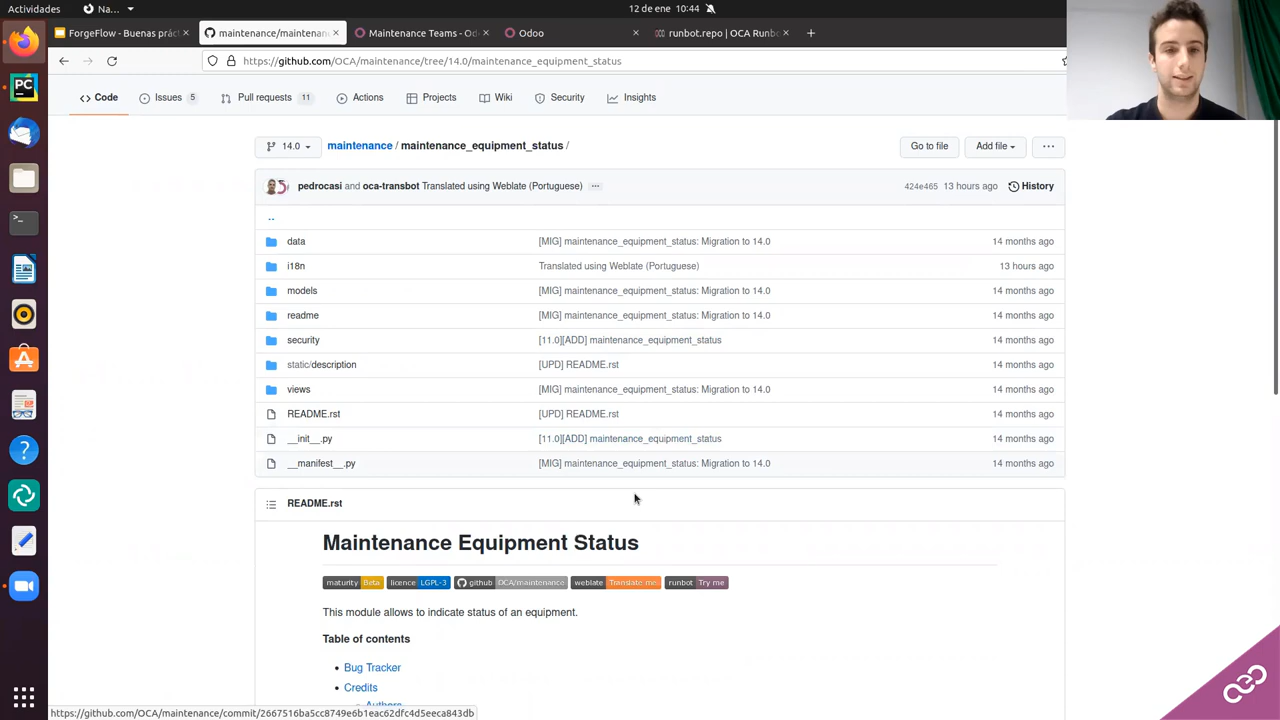 Actividades
Na...
12 de ene 10:44
ForgeFlow - Buenas prác
maintenance/maintenan
Maintenance Teams - Od
Odoo
runbot.repo | OCA Runb
https://github.com/OCA/maintenance/tree/14.0/maintenance_equipment_status
Code
Issues 5
Pull requests 11
Actions
Projects
Wiki
Security
Insights
14.0
maintenance / maintenance_equipment_status /
Go to file
Add file
pedrocasi and oca-transbot Translated using Weblate (Portuguese)
424e465 13 hours ago
History
..
data [MIG] maintenance_equipment_status: Migration to 14.0 14 months ago
i18n Translated using Weblate (Portuguese) 13 hours ago
models [MIG] maintenance_equipment_status: Migration to 14.0 14 months ago
readme [MIG] maintenance_equipment_status: Migration to 14.0 14 months ago
security [11.0][ADD] maintenance_equipment_status 14 months ago
static/description [UPD] README.rst 14 months ago
views [MIG] maintenance_equipment_status: Migration to 14.0 14 months ago
README.rst [UPD] README.rst 14 months ago
__init__.py [11.0][ADD] maintenance_equipment_status 14 months ago
__manifest__.py [MIG] maintenance_equipment_status: Migration to 14.0 14 months ago
README.rst
Maintenance Equipment Status
maturity Beta licence LGPL-3 github OCA/maintenance weblate Translate me runbot Try me
This module allows to indicate status of an equipment.
Table of contents
Bug Tracker
Credits
Authors
https://github.com/OCA/maintenance/commit/2667516ba5cc8749e6b1eac62dfc4d5eeca843db